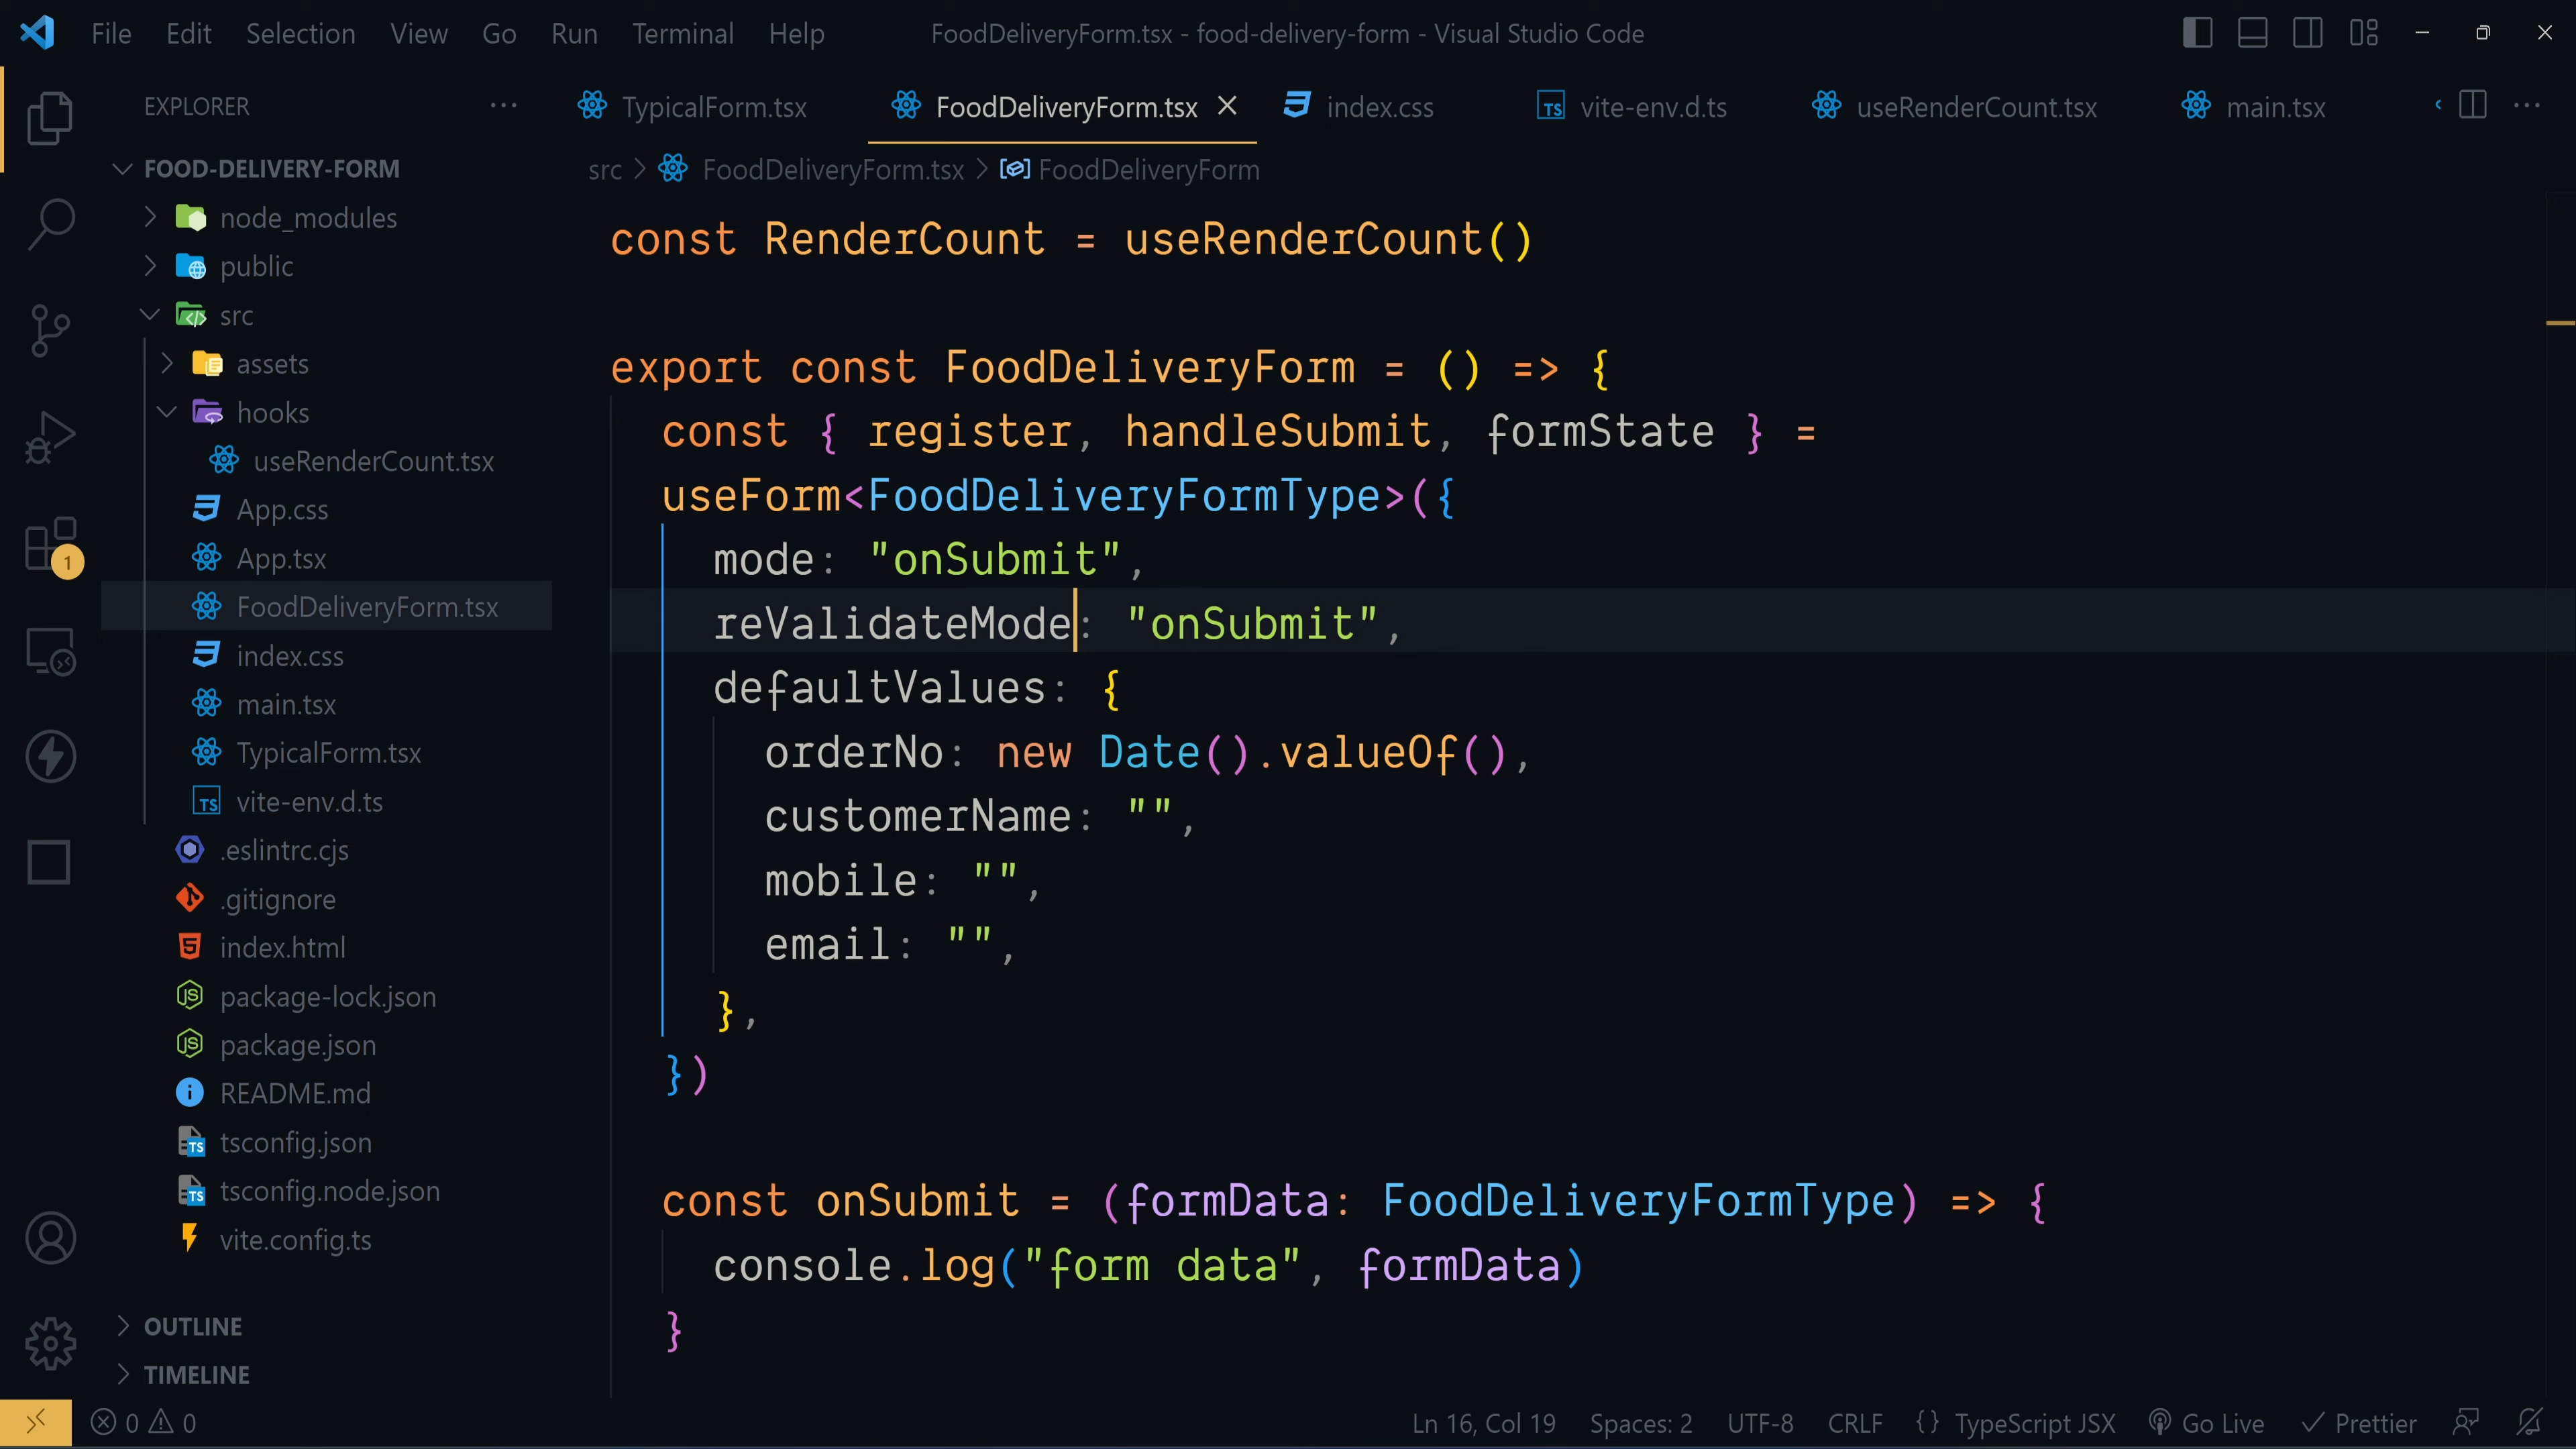 File Edit Selection View Go Run Terminal Help
FoodDeliveryForm.tsx - food-delivery-form - Visual Studio Code
EXPLORER
TypicalForm.tsx
FoodDeliveryForm.tsx
index.css
vite-env.d.ts
useRenderCount.tsx
main.tsx
src > FoodDeliveryForm.tsx > FoodDeliveryForm
FOOD-DELIVERY-FORM
node_modules
public
src
assets
hooks
useRenderCount.tsx
App.css
App.tsx
FoodDeliveryForm.tsx
index.css
main.tsx
TypicalForm.tsx
TS vite-env.d.ts
.eslintrc.cjs
.gitignore
index.html
package-lock.json
package.json
README.md
tsconfig.json
tsconfig.node.json
vite.config.ts
OUTLINE
TIMELINE
1
const RenderCount = useRenderCount()
export const FoodDeliveryForm = () => {
const { register, handleSubmit, formState } =
useForm<FoodDeliveryFormType>({
mode: "onSubmit",
reValidateMode: "onSubmit",
defaultValues: {
orderNo: new Date().valueOf(),
customerName: "",
mobile: "",
email: "",
},
})
const onSubmit = (formData: FoodDeliveryFormType) => {
console.log("form data", formData)
}
0 0
Ln 16, Col 19 Spaces: 2 UTF-8 CRLF {} TypeScript JSX Go Live Prettier